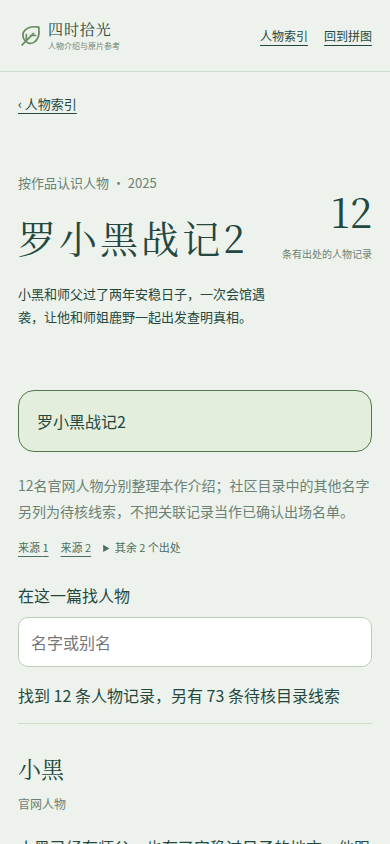 四时拾光
人物介绍与原片参考
人物索引 回到拼图
‹ 人物索引
按作品认识人物 · 2025
罗小黑战记2
12
条有出处的人物记录
小黑和师父过了两年安稳日子，一次会馆遇
袭，让他和师姐鹿野一起出发查明真相。
罗小黑战记2
12名官网人物分别整理本作介绍；社区目录中的其他名字
另列为待核线索，不把关联记录当作已确认出场名单。
来源 1 来源 2 ▶ 其余 2 个出处
在这一篇找人物
名字或别名
找到 12 条人物记录，另有 73 条待核目录线索
小黑
官网人物